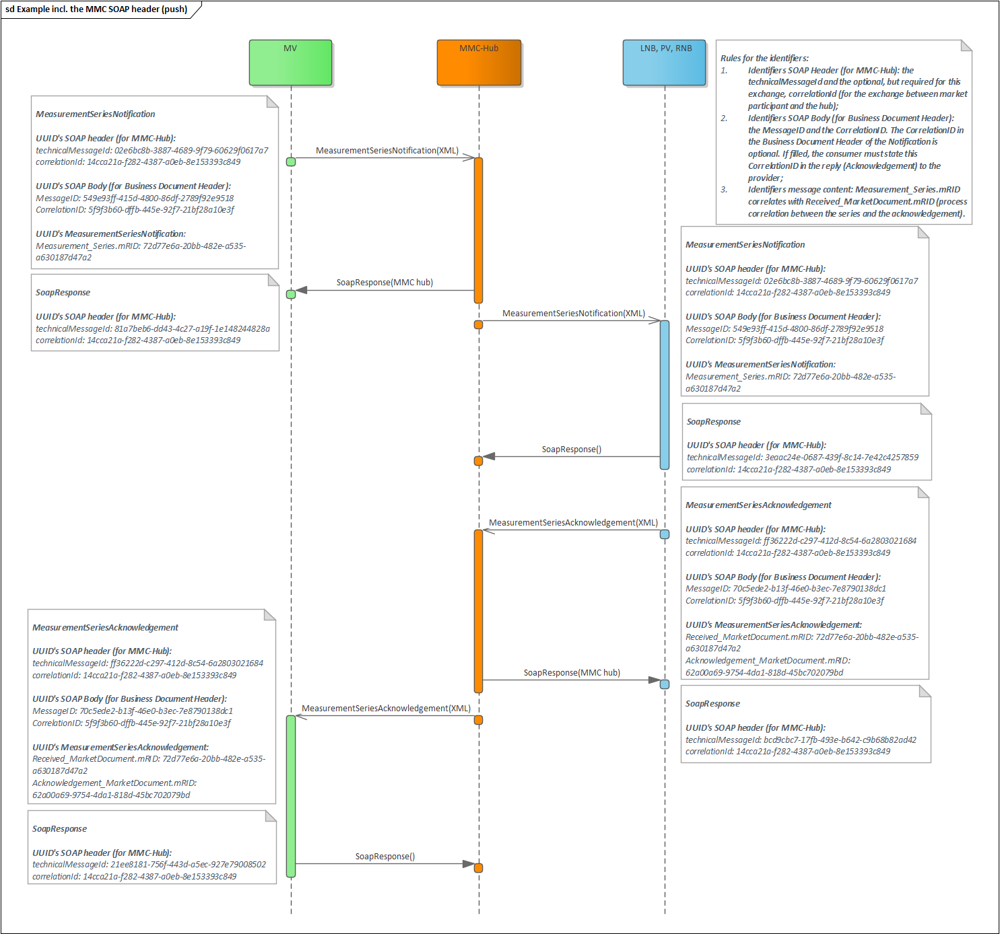 sd Example incl. the MMC SOAP header (push)
MV
MMC-Hub
LNB, PV, RNB
Rules for the identifiers:
1. Identifiers SOAP Header (for MMC-Hub): the
technicalMessageId and the optional, but required for this
exchange, correlationId (for the exchange between market
participant and the hub);
2. Identifiers SOAP Body (for Business Document Header):
the MessageID and the CorrelationID. The CorrelationID in
the Business Document Header of the Notification is
optional. If filled, the consumer must state this
CorrelationID in the reply (Acknowledgement) to the
provider;
3. Identifiers message content: Measurement_Series.mRID
correlates with Received_MarketDocument.mRID (process
correlation between the series and the acknowledgement).
MeasurementSeriesNotification
UUID's SOAP header (for MMC-Hub):
technicalMessageId: 02e6bc8b-3887-4689-9f79-60629f0617a7
correlationId: 14cca21a-f282-4387-a0eb-8e153393c849
UUID's SOAP Body (for Business Document Header):
MessageID: 549e93ff-415d-4800-86df-2789f92e9518
CorrelationID: 5f9f3b60-dffb-445e-92f7-21bf28a10e3f
UUID's MeasurementSeriesNotification:
Measurement_Series.mRID: 72d77e6a-20bb-482e-a535-
a630187d47a2
MeasurementSeriesNotification(XML)
SoapResponse(MMC hub)
SoapResponse
UUID's SOAP header (for MMC-Hub):
technicalMessageId: 81a7beb6-dd43-4c27-a19f-1e148244828a
correlationId: 14cca21a-f282-4387-a0eb-8e153393c849
MeasurementSeriesNotification(XML)
MeasurementSeriesNotification
UUID's SOAP header (for MMC-Hub):
technicalMessageId: 02e6bc8b-3887-4689-9f79-60629f0617a7
correlationId: 14cca21a-f282-4387-a0eb-8e153393c849
UUID's SOAP Body (for Business Document Header):
MessageID: 549e93ff-415d-4800-86df-2789f92e9518
CorrelationID: 5f9f3b60-dffb-445e-92f7-21bf28a10e3f
UUID's MeasurementSeriesNotification:
Measurement_Series.mRID: 72d77e6a-20bb-482e-a535-
a630187d47a2
SoapResponse()
SoapResponse
UUID's SOAP header (for MMC-Hub):
technicalMessageId: 3eaac24e-0687-439f-8c14-7e42c4257859
correlationId: 14cca21a-f282-4387-a0eb-8e153393c849
MeasurementSeriesAcknowledgement(XML)
MeasurementSeriesAcknowledgement
UUID's SOAP header (for MMC-Hub):
technicalMessageId: ff36222d-c297-412d-8c54-6a2803021684
correlationId: 14cca21a-f282-4387-a0eb-8e153393c849
UUID's SOAP Body (for Business Document Header):
MessageID: 70c5ede2-b13f-46e0-b3ec-7e8790138dc1
CorrelationID: 5f9f3b60-dffb-445e-92f7-21bf28a10e3f
UUID's MeasurementSeriesAcknowledgement:
Received_MarketDocument.mRID: 72d77e6a-20bb-482e-a535-
a630187d47a2
Acknowledgement_MarketDocument.mRID:
62a00a69-9754-4da1-818d-45bc702079bd
SoapResponse(MMC hub)
SoapResponse
UUID's SOAP header (for MMC-Hub):
technicalMessageId: bcd9cbc7-17fb-493e-b642-c9b68b82ad42
correlationId: 14cca21a-f282-4387-a0eb-8e153393c849
MeasurementSeriesAcknowledgement(XML)
MeasurementSeriesAcknowledgement
UUID's SOAP header (for MMC-Hub):
technicalMessageId: ff36222d-c297-412d-8c54-6a2803021684
correlationId: 14cca21a-f282-4387-a0eb-8e153393c849
UUID's SOAP Body (for Business Document Header):
MessageID: 70c5ede2-b13f-46e0-b3ec-7e8790138dc1
CorrelationID: 5f9f3b60-dffb-445e-92f7-21bf28a10e3f
UUID's MeasurementSeriesAcknowledgement:
Received_MarketDocument.mRID: 72d77e6a-20bb-482e-a535-
a630187d47a2
Acknowledgement_MarketDocument.mRID:
62a00a69-9754-4da1-818d-45bc702079bd
SoapResponse
UUID's SOAP header (for MMC-Hub):
technicalMessageId: 21ee8181-756f-443d-a5ec-927e79008502
correlationId: 14cca21a-f282-4387-a0eb-8e153393c849
SoapResponse()